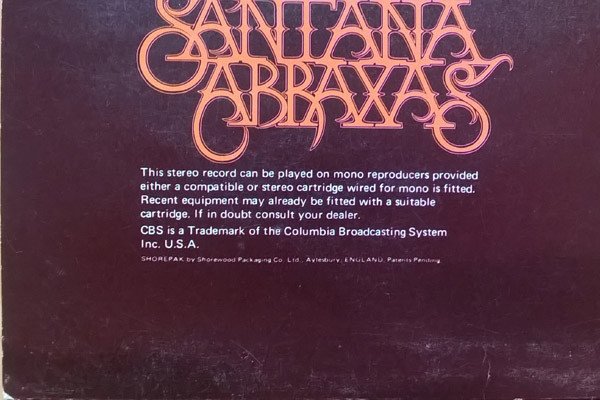 SANTANA
ABRAXAS
This stereo record can be played on mono reproducers provided
either a compatible or stereo cartridge wired for mono is fitted.
Recent equipment may already be fitted with a suitable
cartridge. If in doubt consult your dealer.
CBS is a Trademark of the Columbia Broadcasting System
Inc. U.S.A.
SHOREPAK by Shorewood Packaging Co. Ltd., Aylesbury, ENGLAND. Patents Pending.